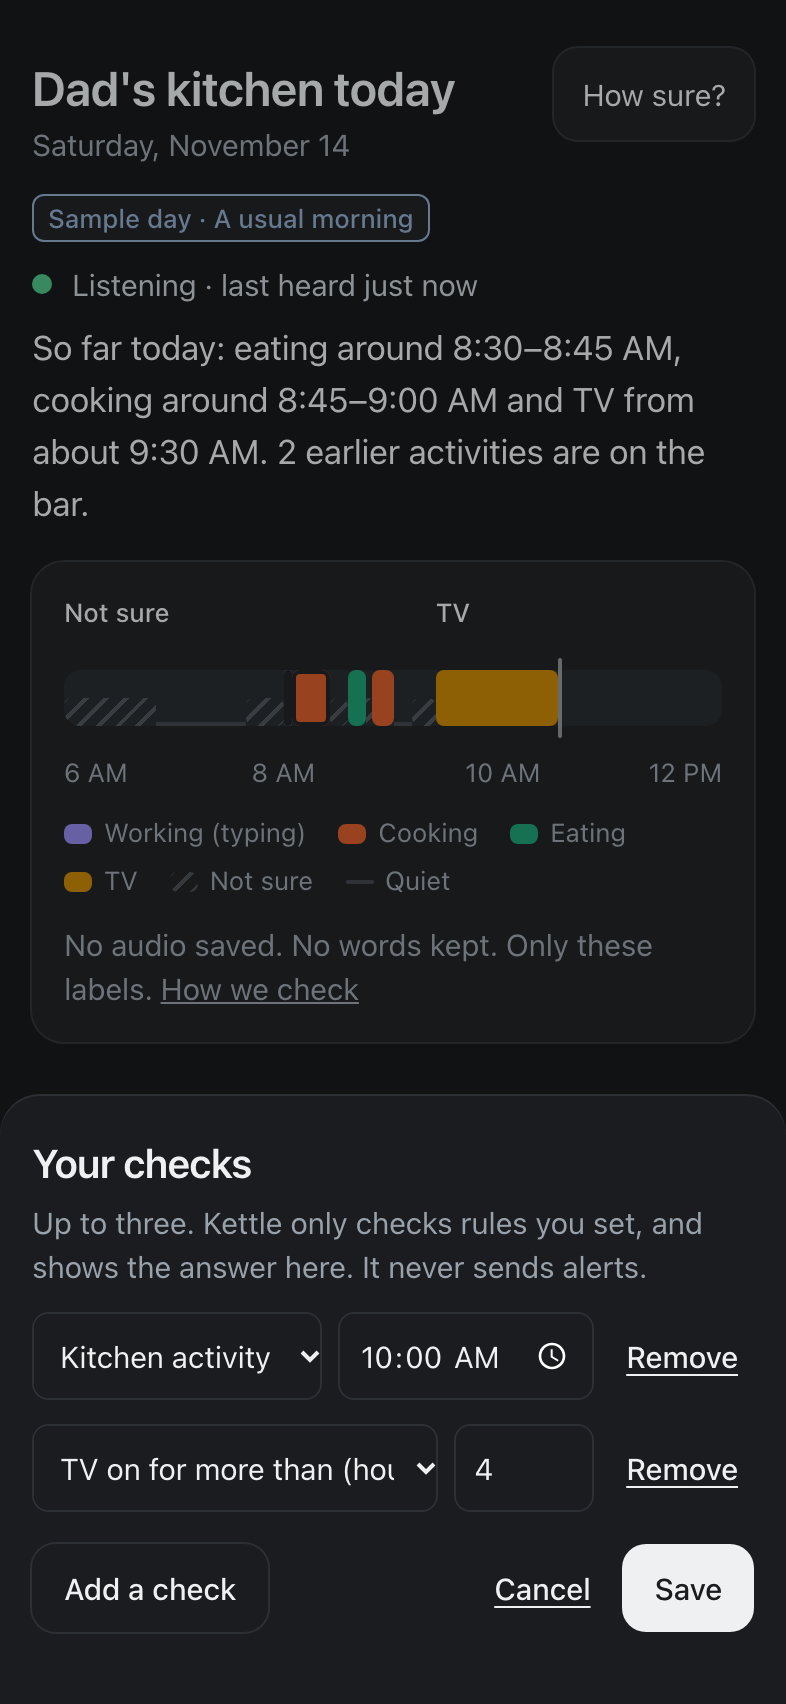 Dad's kitchen today
How sure?
Saturday, November 14
Sample day · A usual morning
Listening · last heard just now
So far today: eating around 8:30–8:45 AM,
cooking around 8:45–9:00 AM and TV from
about 9:30 AM. 2 earlier activities are on the
bar.
Not sure
TV
6 AM
8 AM
10 AM
12 PM
Working (typing)
Cooking
Eating
TV
Not sure
Quiet
No audio saved. No words kept. Only these
labels. How we check
Your checks
Up to three. Kettle only checks rules you set, and
shows the answer here. It never sends alerts.
Kitchen activity
10:00 AM
Remove
TV on for more than (hou
4
Remove
Add a check
Cancel
Save